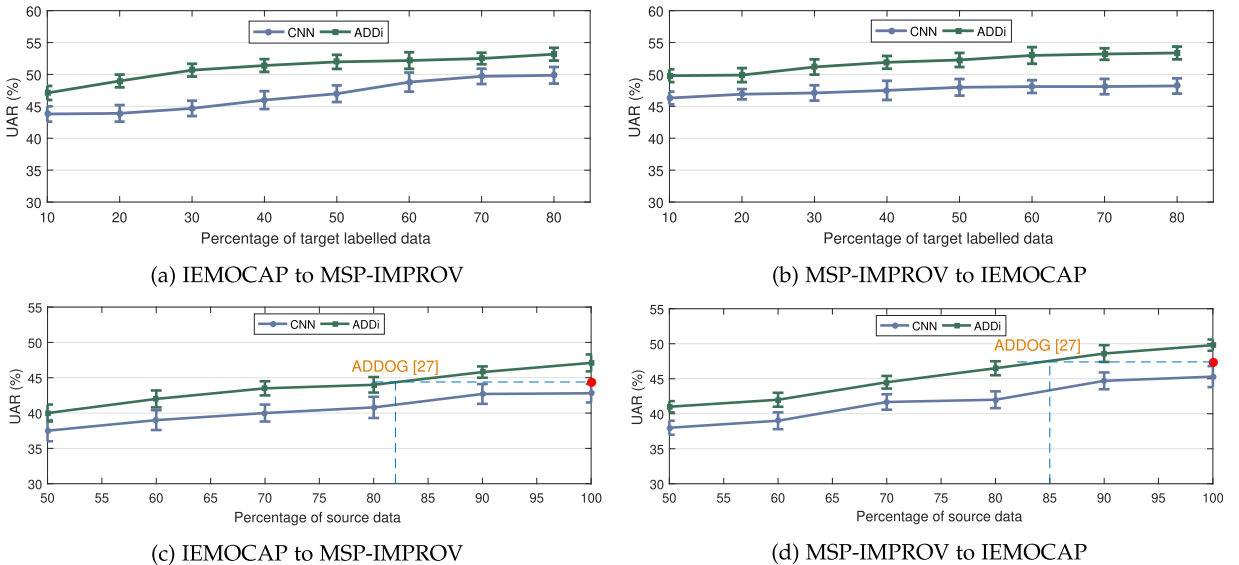 60
55
50
45
40
35
30
UAR (%)
CNN ADDi
10 20 30 40 50 60 70 80
Percentage of target labelled data
(a) IEMOCAP to MSP-IMPROV
60
55
50
45
40
35
30
UAR (%)
CNN ADDi
10 20 30 40 50 60 70 80
Percentage of target labelled data
(b) MSP-IMPROV to IEMOCAP
55
50
45
40
35
30
UAR (%)
CNN ADDi
ADDOG [27]
50 55 60 65 70 75 80 85 90 95 100
Percentage of source data
(c) IEMOCAP to MSP-IMPROV
55
50
45
40
35
30
UAR (%)
CNN ADDi
ADDOG [27]
50 55 60 65 70 75 80 85 90 95 100
Percentage of source data
(d) MSP-IMPROV to IEMOCAP